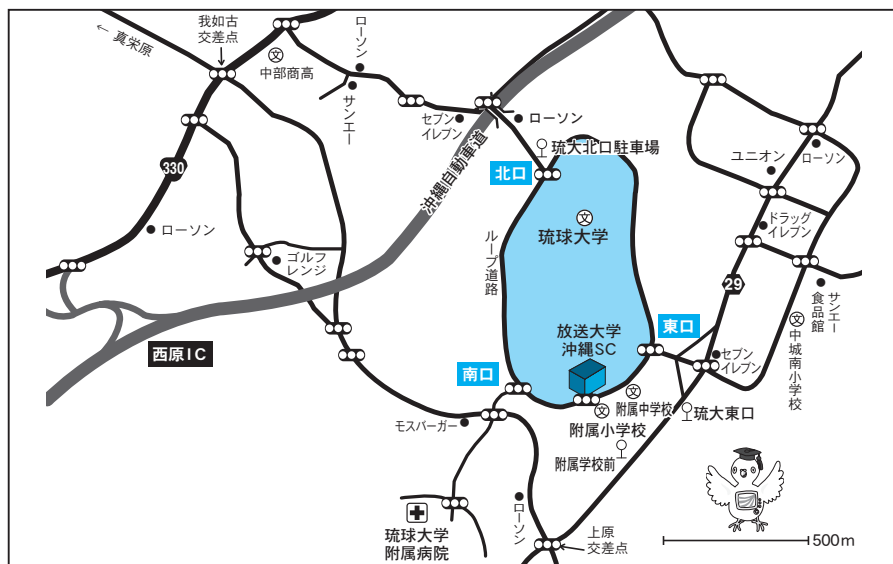 我如古
交差点
← 真栄原
中部商高
ローソン
サンエー
セブン
イレブン
ローソン
琉大北口駐車場
北口
沖縄自動車道
330
ローソン
ゴルフ
レンジ
ループ道路
琉球大学
ユニオン
ローソン
ドラッグ
イレブン
29
サンエー
食品館
中城南小学校
東口
セブン
イレブン
放送大学
沖縄SC
西原IC
南口
附属中学校
琉大東口
附属小学校
附属学校前
モスバーガー
琉球大学
附属病院
ローソン
上原
交差点
500m
文
文
文
文
文